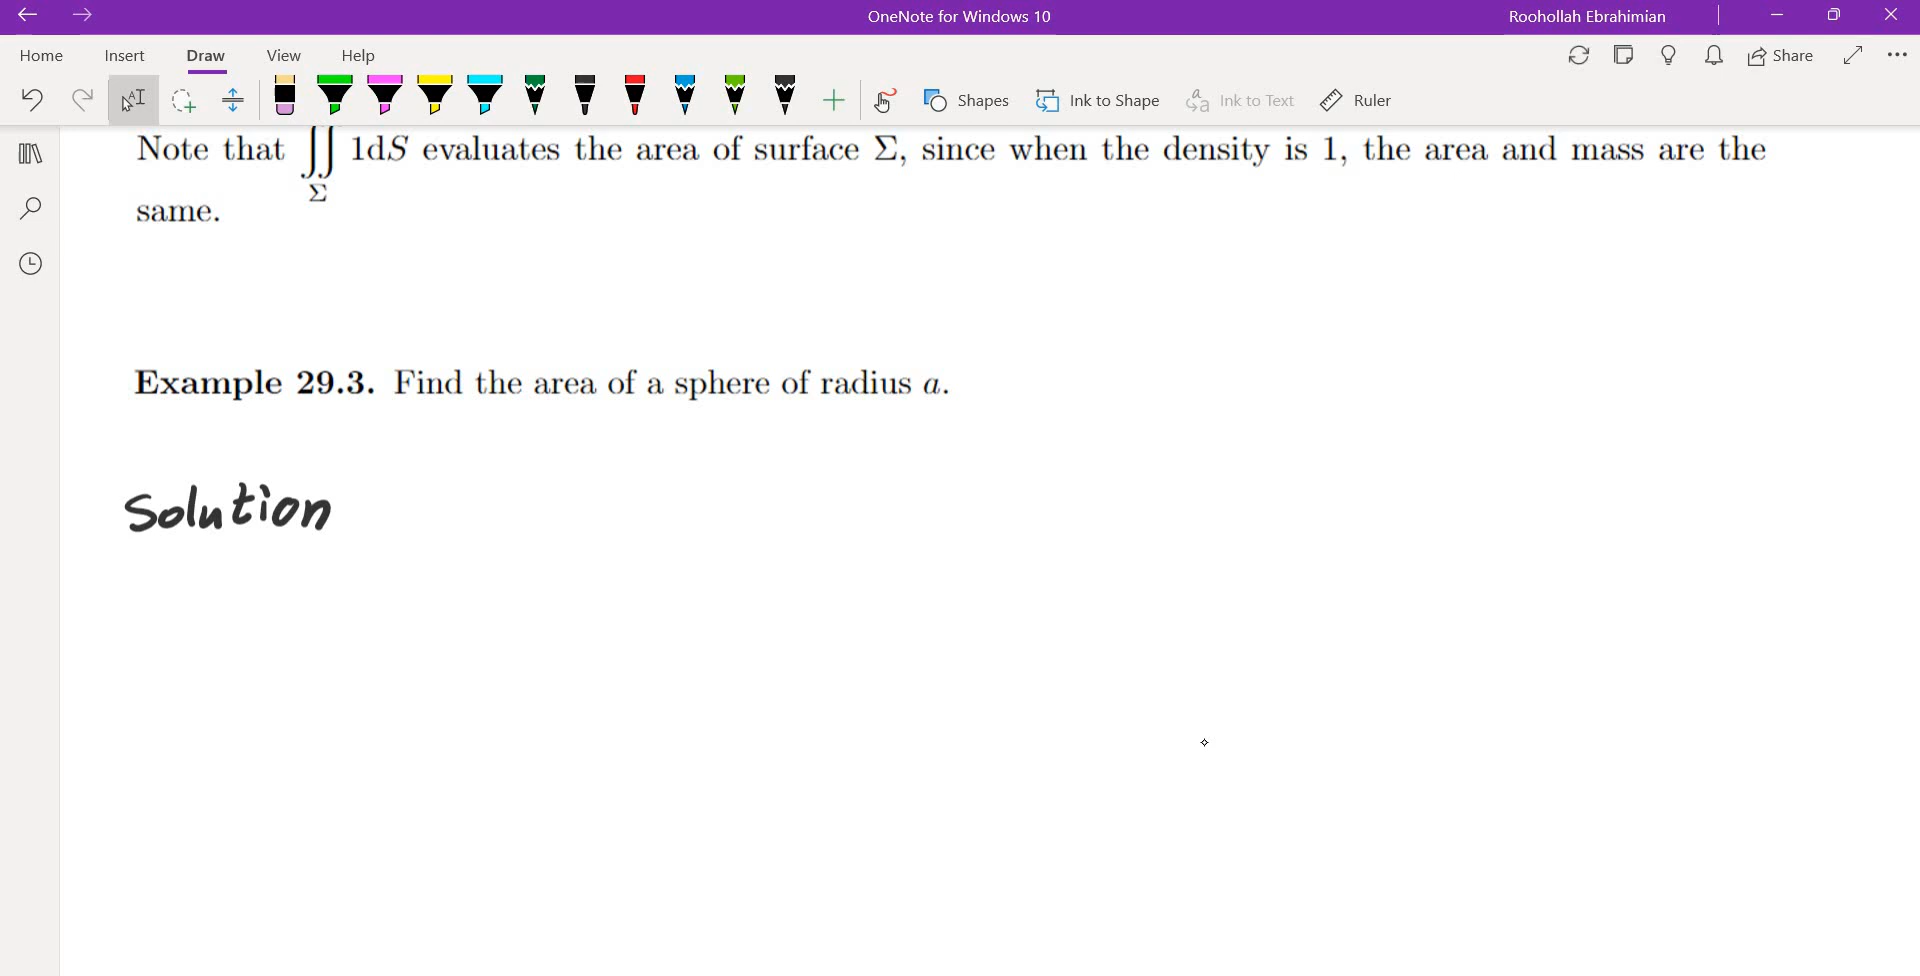 OneNote for Windows 10
Roohollah Ebrahimian
Home Insert Draw View Help
Share
Shapes Ink to Shape Ink to Text Ruler
Note that ∬ 1dS evaluates the area of surface Σ, since when the density is 1, the area and mass are the
Σ
same.
Example 29.3. Find the area of a sphere of radius a.
Solution